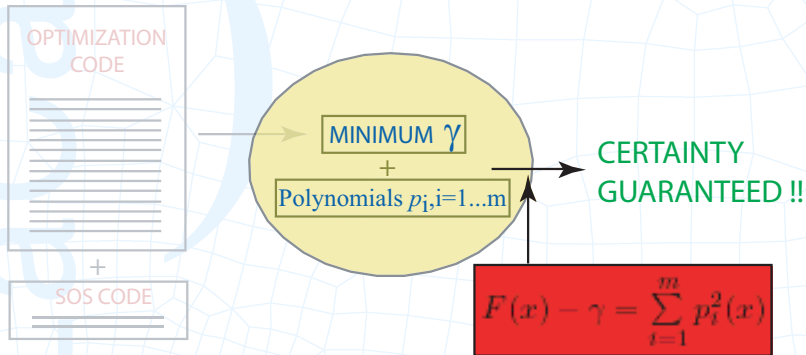 OPTIMIZATION
CODE
+
SOS CODE
MINIMUM γ
+
Polynomials pᵢ,i=1...m
CERTAINTY
GUARANTEED !!
F(x) − γ = ∑_{i=1}^{m} p_i^2(x)